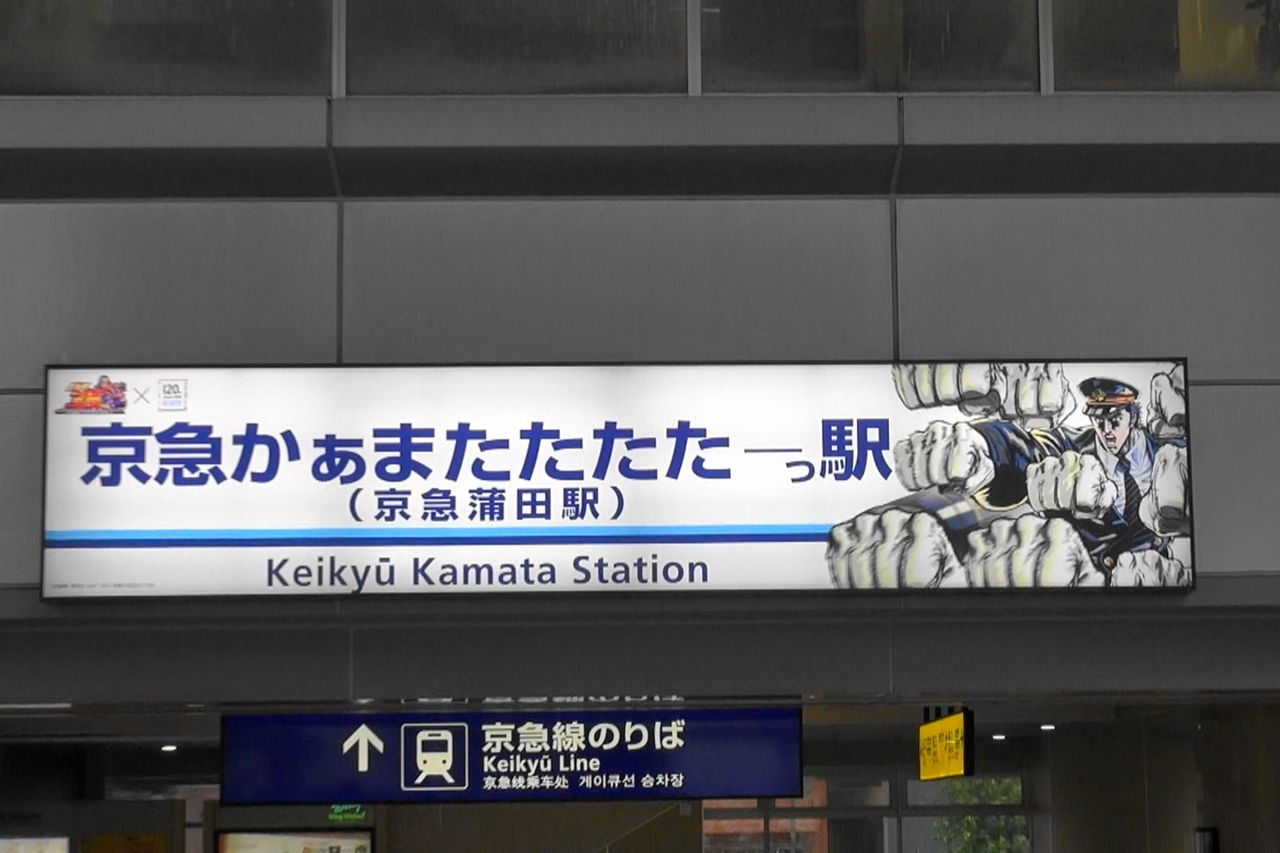 120th
京急かぁまたたたた―っ駅
(京急蒲田駅)
Keikyū Kamata Station
京急線のりば
Keikyū Line
京急线乘车处 게이큐선 승차장